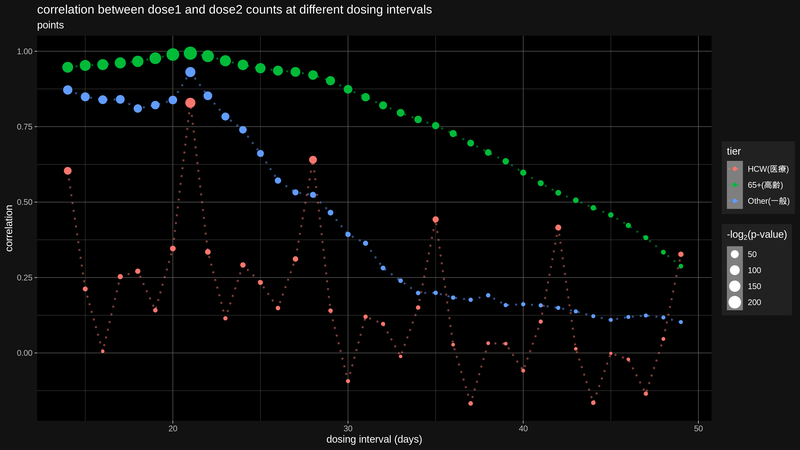 correlation between dose1 and dose2 counts at different dosing intervals
points
1.00
0.75
0.50
0.25
0.00
correlation
20
30
40
50
dosing interval (days)
tier
HCW(医療)
65+(高齢)
Other(一般)
-log2(p-value)
50
100
150
200